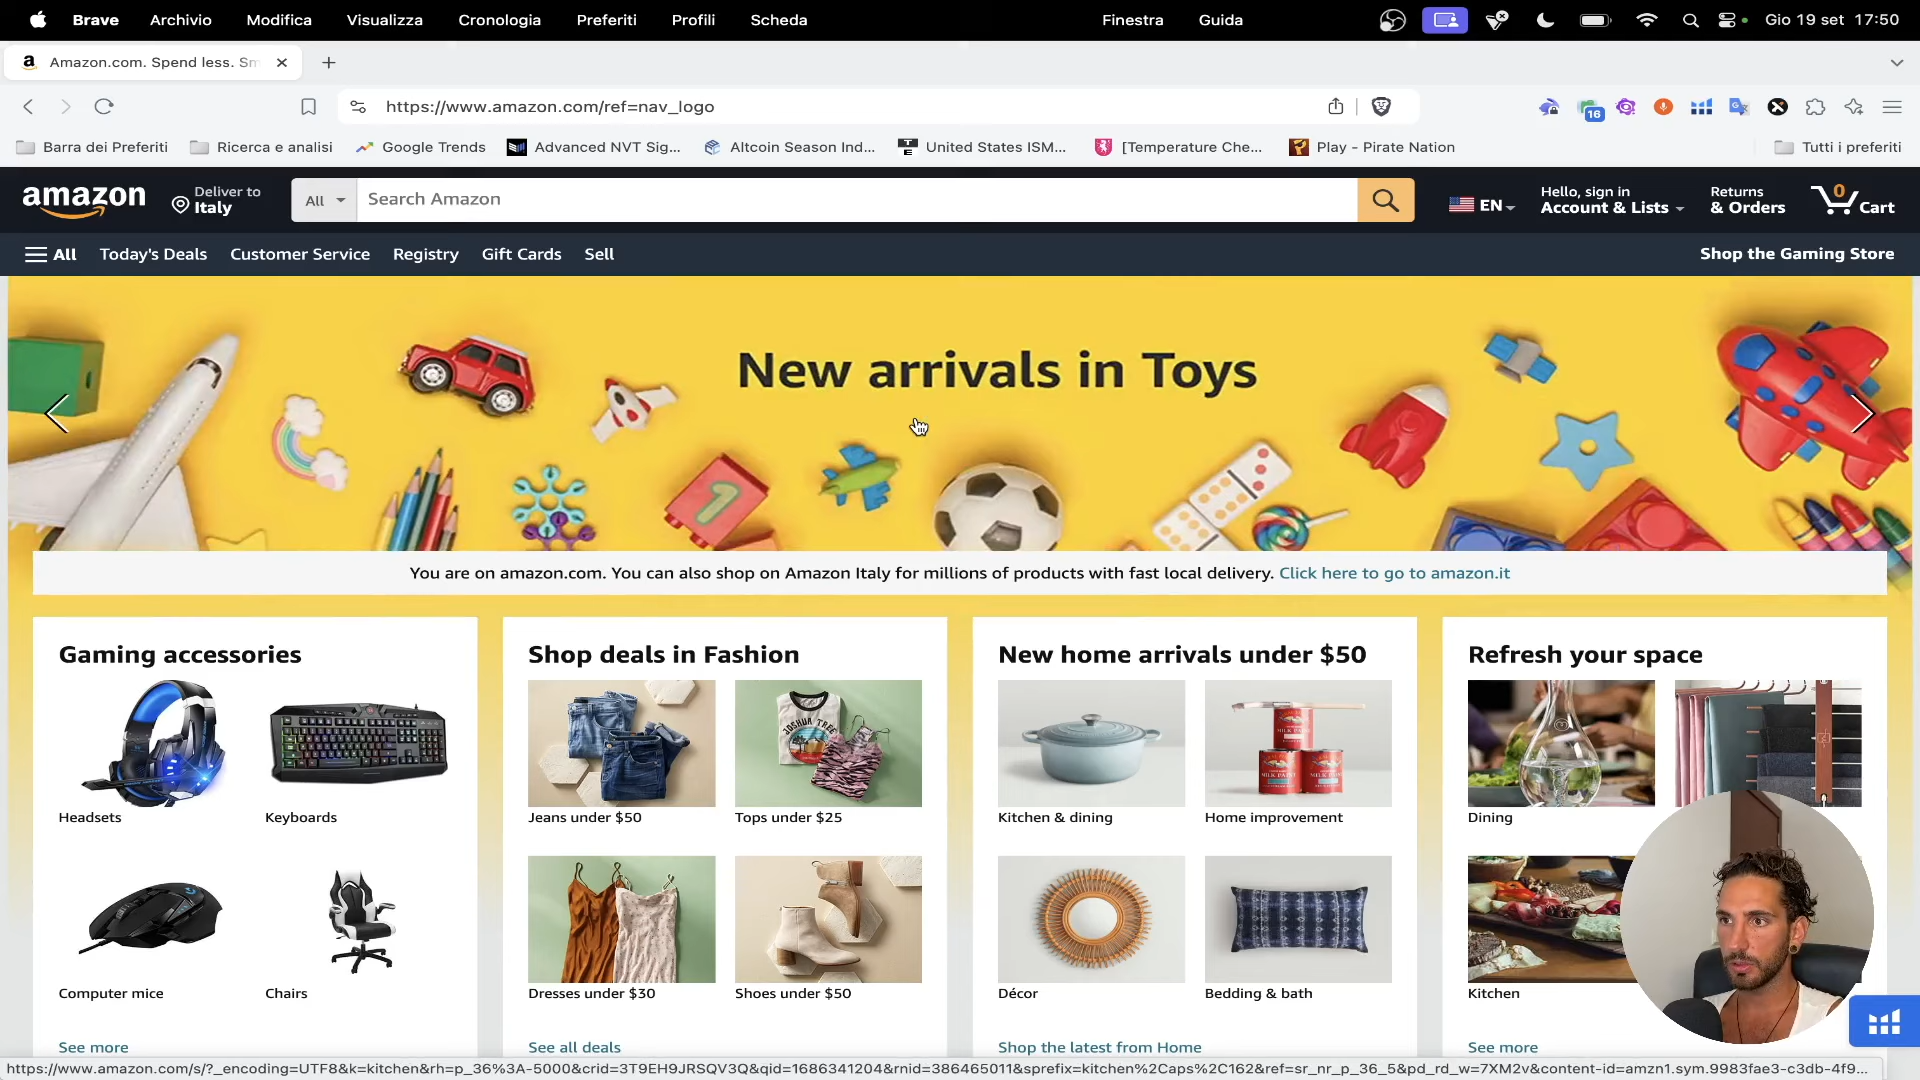 Brave Archivio Modifica Visualizza Cronologia Preferiti Profili Scheda Finestra Guida Gio 19 set 17:50
a Amazon.com. Spend less. Sm
https://www.amazon.com/ref=nav_logo
16
Barra dei Preferiti Ricerca e analisi Google Trends Advanced NVT Sig... Altcoin Season Ind... United States ISM... [Temperature Che... Play - Pirate Nation Tutti i preferiti
amazon
Deliver to
Italy
All Search Amazon
EN
Hello, sign in
Account & Lists
Returns
& Orders
0
Cart
All Today's Deals Customer Service Registry Gift Cards Sell Shop the Gaming Store
New arrivals in Toys
1
You are on amazon.com. You can also shop on Amazon Italy for millions of products with fast local delivery. Click here to go to amazon.it
Gaming accessories
Headsets Keyboards
Computer mice Chairs
See more
Shop deals in Fashion
JOSHUA TREE
Jeans under $50 Tops under $25
Dresses under $30 Shoes under $50
See all deals
New home arrivals under $50
MILK PAINT
MILK PAINT MILK PAINT
Kitchen & dining Home improvement
Décor Bedding & bath
Shop the latest from Home
Refresh your space
Dining
Kitchen
See more
https://www.amazon.com/s/?_encoding=UTF8&k=kitchen&rh=p_36%3A-5000&crid=3T9EH9JRSQV3Q&qid=1686341204&rnid=386465011&sprefix=kitchen%2Caps%2C162&ref=sr_nr_p_36_5&pd_rd_w=7XM2v&content-id=amzn1.sym.9983fae3-c3db-4f9...